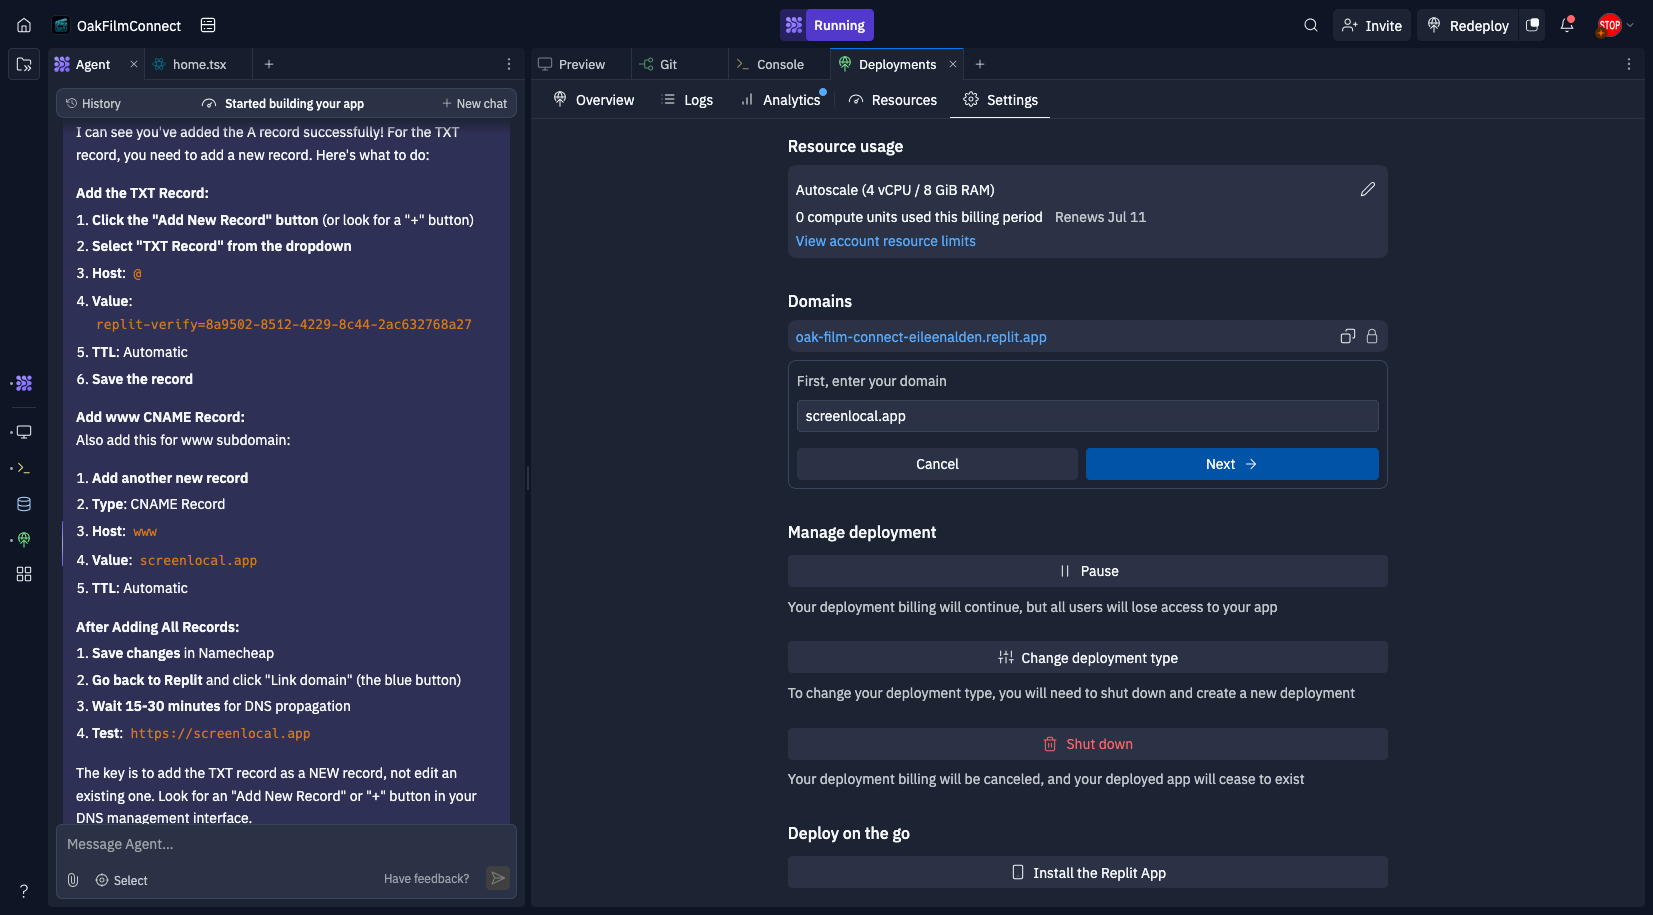 OakFilmConnect
Running
Invite
Redeploy
STOP
Agent
home.tsx
Preview
Git
Console
Deployments
History
Started building your app
New chat
Overview
Logs
Analytics
Resources
Settings
I can see you've added the A record successfully! For the TXT
record, you need to add a new record. Here's what to do:
Add the TXT Record:
1. Click the "Add New Record" button (or look for a "+" button)
2. Select "TXT Record" from the dropdown
3. Host: @
4. Value:
replit-verify=8a9502-8512-4229-8c44-2ac632768a27
5. TTL: Automatic
6. Save the record
Add www CNAME Record:
Also add this for www subdomain:
1. Add another new record
2. Type: CNAME Record
3. Host: www
4. Value: screenlocal.app
5. TTL: Automatic
After Adding All Records:
1. Save changes in Namecheap
2. Go back to Replit and click "Link domain" (the blue button)
3. Wait 15-30 minutes for DNS propagation
4. Test: https://screenlocal.app
The key is to add the TXT record as a NEW record, not edit an
existing one. Look for an "Add New Record" or "+" button in your
DNS management interface.
Message Agent...
Select
Have feedback?
?
Resource usage
Autoscale (4 vCPU / 8 GiB RAM)
0 compute units used this billing period Renews Jul 11
View account resource limits
Domains
oak-film-connect-eileenalden.replit.app
First, enter your domain
screenlocal.app
Cancel
Next →
Manage deployment
Pause
Your deployment billing will continue, but all users will lose access to your app
Change deployment type
To change your deployment type, you will need to shut down and create a new deployment
Shut down
Your deployment billing will be canceled, and your deployed app will cease to exist
Deploy on the go
Install the Replit App